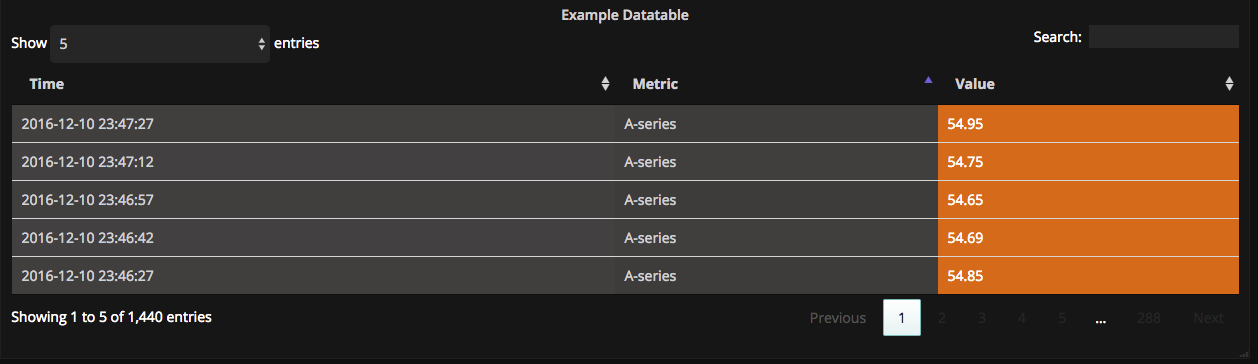 Example Datatable
Show 5 entries Search:
Time Metric Value
2016-12-10 23:47:27 A-series 54.95
2016-12-10 23:47:12 A-series 54.75
2016-12-10 23:46:57 A-series 54.65
2016-12-10 23:46:42 A-series 54.69
2016-12-10 23:46:27 A-series 54.85
Showing 1 to 5 of 1,440 entries Previous 1 2 3 4 5 ... 288 Next